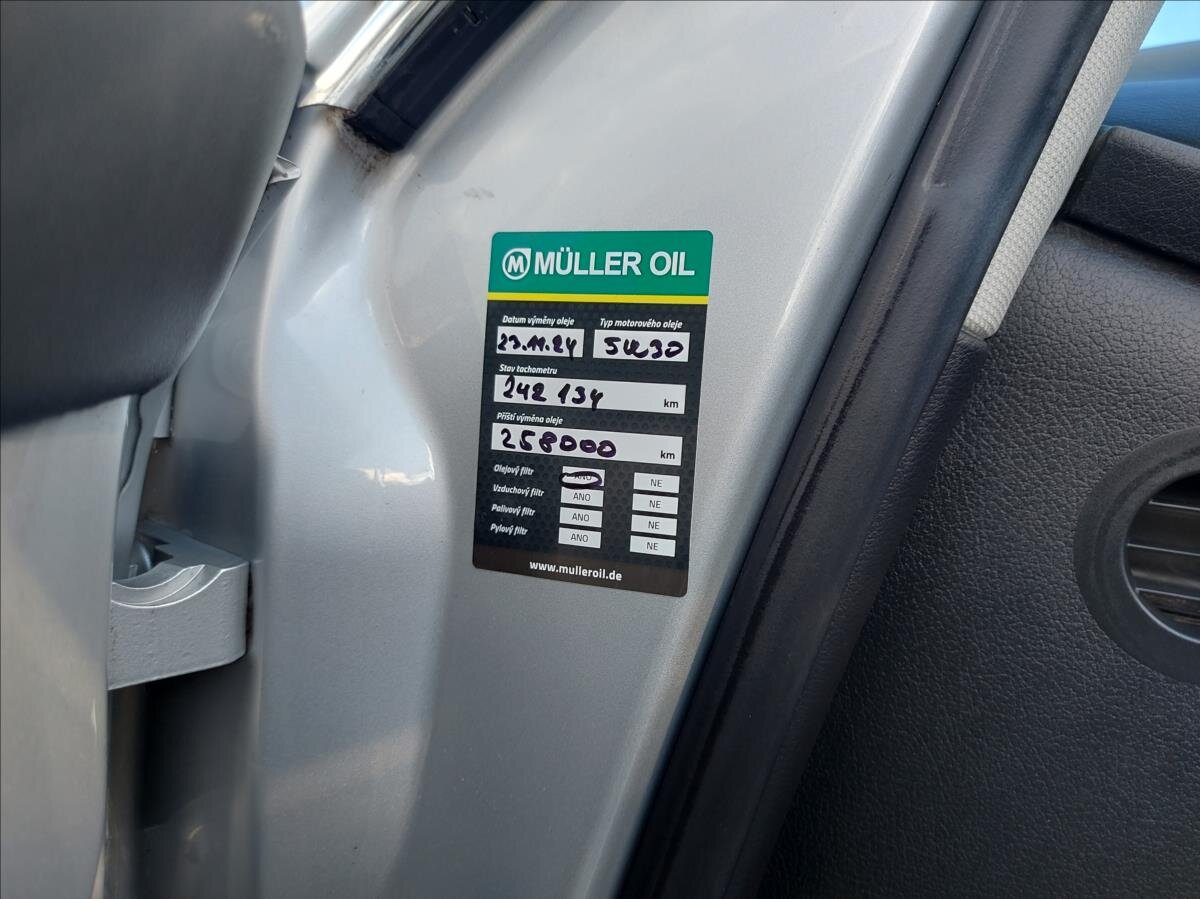 M MÜLLER OIL
Datum výměny oleje Typ motorového oleje
23.11.24 5W30
Stav tachometru
242 134 km
Příští výměna oleje
258000 km
Olejový filtr ANO NE
Vzduchový filtr ANO NE
Palivový filtr ANO NE
Pylový filtr ANO NE
www.mulleroil.de